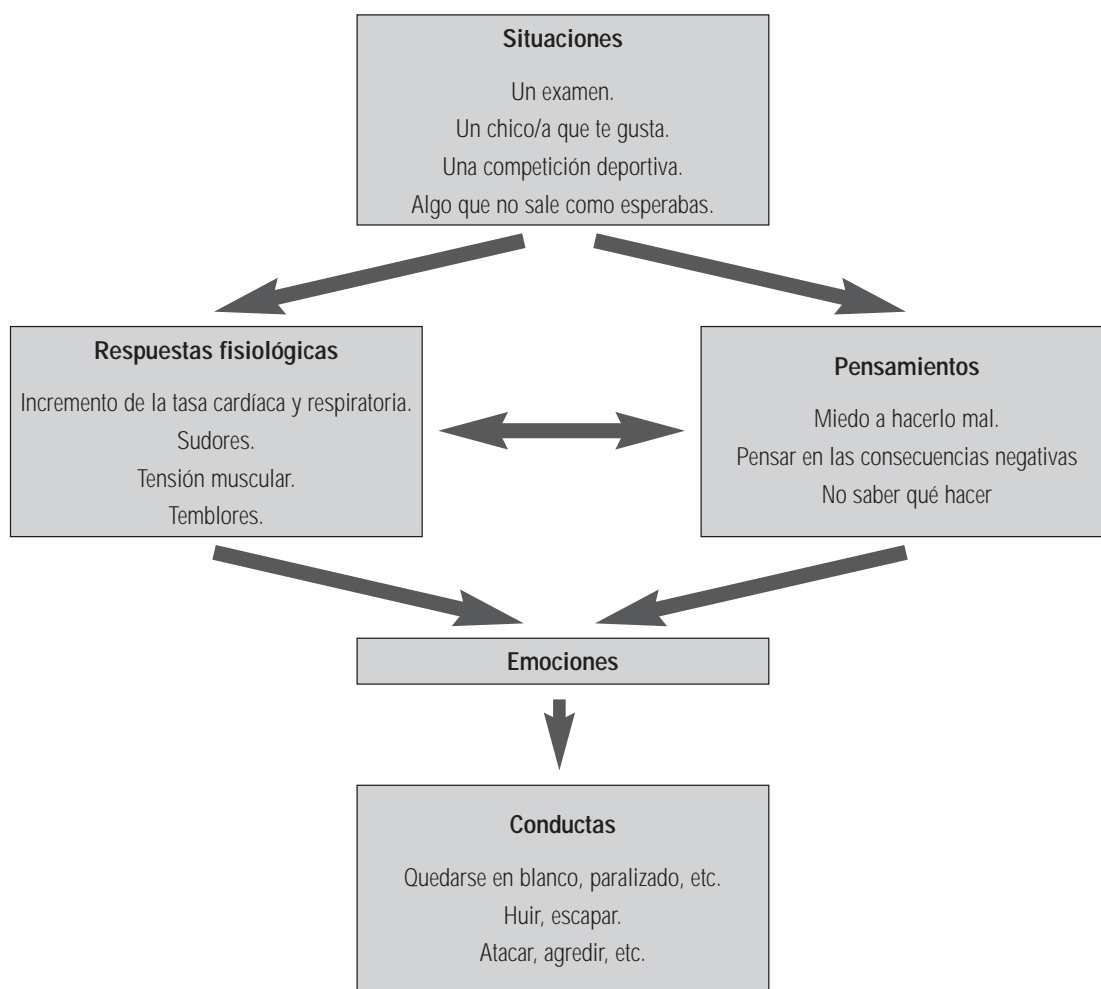 Situaciones
Un examen.
Un chico/a que te gusta.
Una competición deportiva.
Algo que no sale como esperabas.
Respuestas fisiológicas
Incremento de la tasa cardíaca y respiratoria.
Sudores.
Tensión muscular.
Temblores.
Pensamientos
Miedo a hacerlo mal.
Pensar en las consecuencias negativas
No saber qué hacer
Emociones
Conductas
Quedarse en blanco, paralizado, etc.
Huir, escapar.
Atacar, agredir, etc.